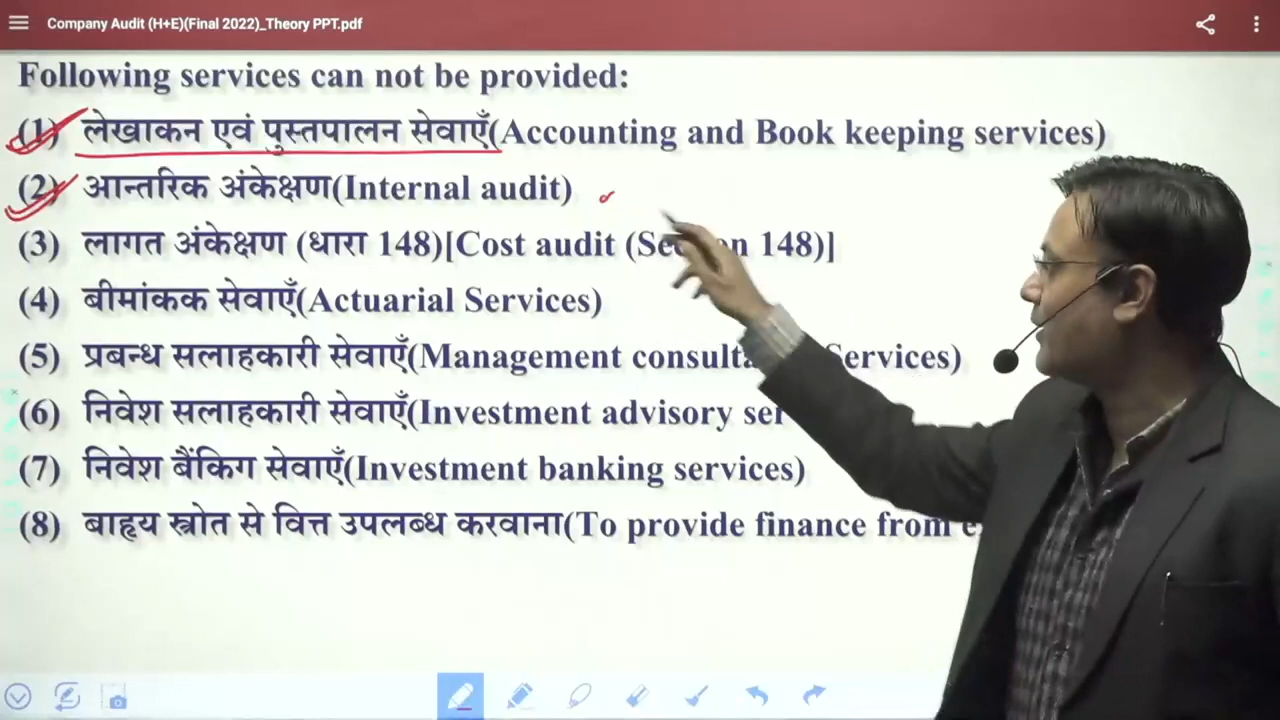 Company Audit (H+E)(Final 2022)_Theory PPT.pdf
Following services can not be provided:
(1) लेखाकन एवं पुस्तपालन सेवाएँ(Accounting and Book keeping services)
(2) आन्तरिक अंकेक्षण(Internal audit)
(3) लागत अंकेक्षण (धारा 148)[Cost audit 148)]
(4) बीमांकक सेवाएँ(Actuarial Services)
(5) प्रबन्ध सलाहकारी सेवाएँ(Management Services)
(6) निवेश सलाहकारी सेवाएँ(Investment advisory
(7) निवेश बैंकिग सेवाएँ(Investment banking services)
(8) बाहृय स्त्रोत से वित्त उपलब्ध करवाना(To provide finance from